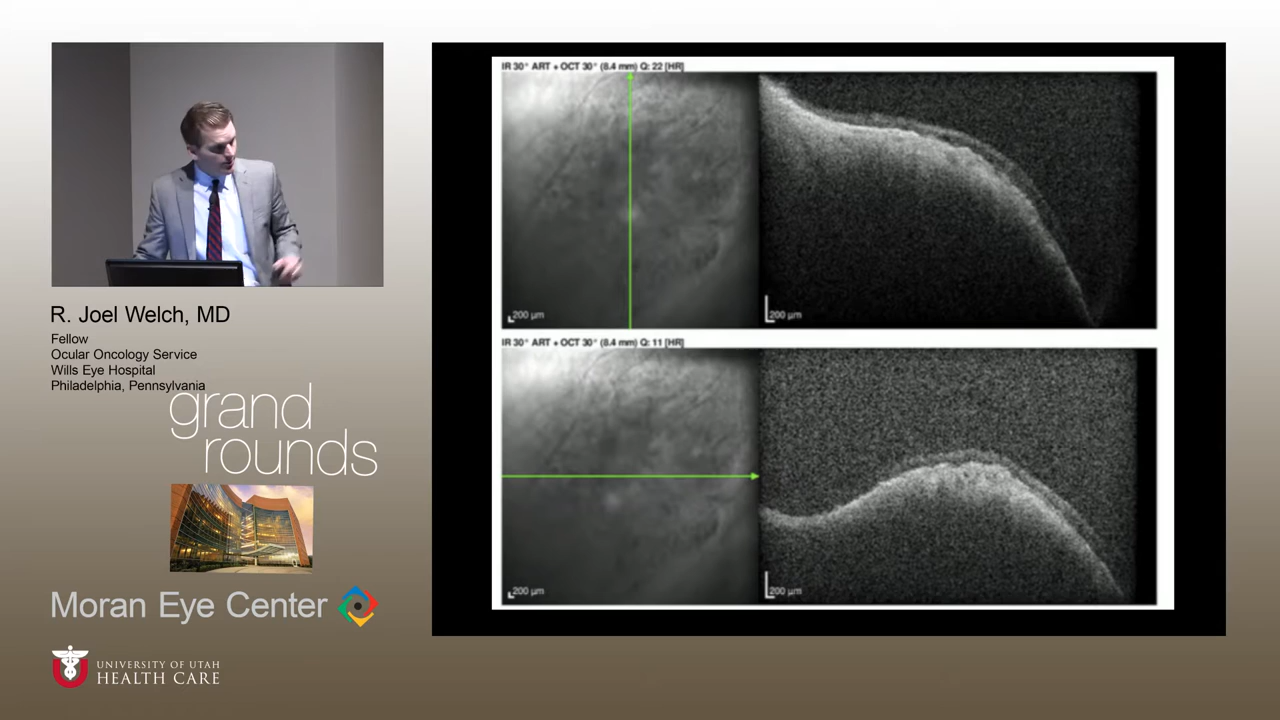 R. Joel Welch, MD
Fellow
Ocular Oncology Service
Wills Eye Hospital
Philadelphia, Pennsylvania
grand
rounds
Moran Eye Center
UNIVERSITY OF UTAH
HEALTH CARE
IR 30° ART + OCT 30° (8.4 mm) Q: 22 [HR]
200 µm
200 µm
IR 30° ART + OCT 30° (8.4 mm) Q: 11 [HR]
200 µm
200 µm